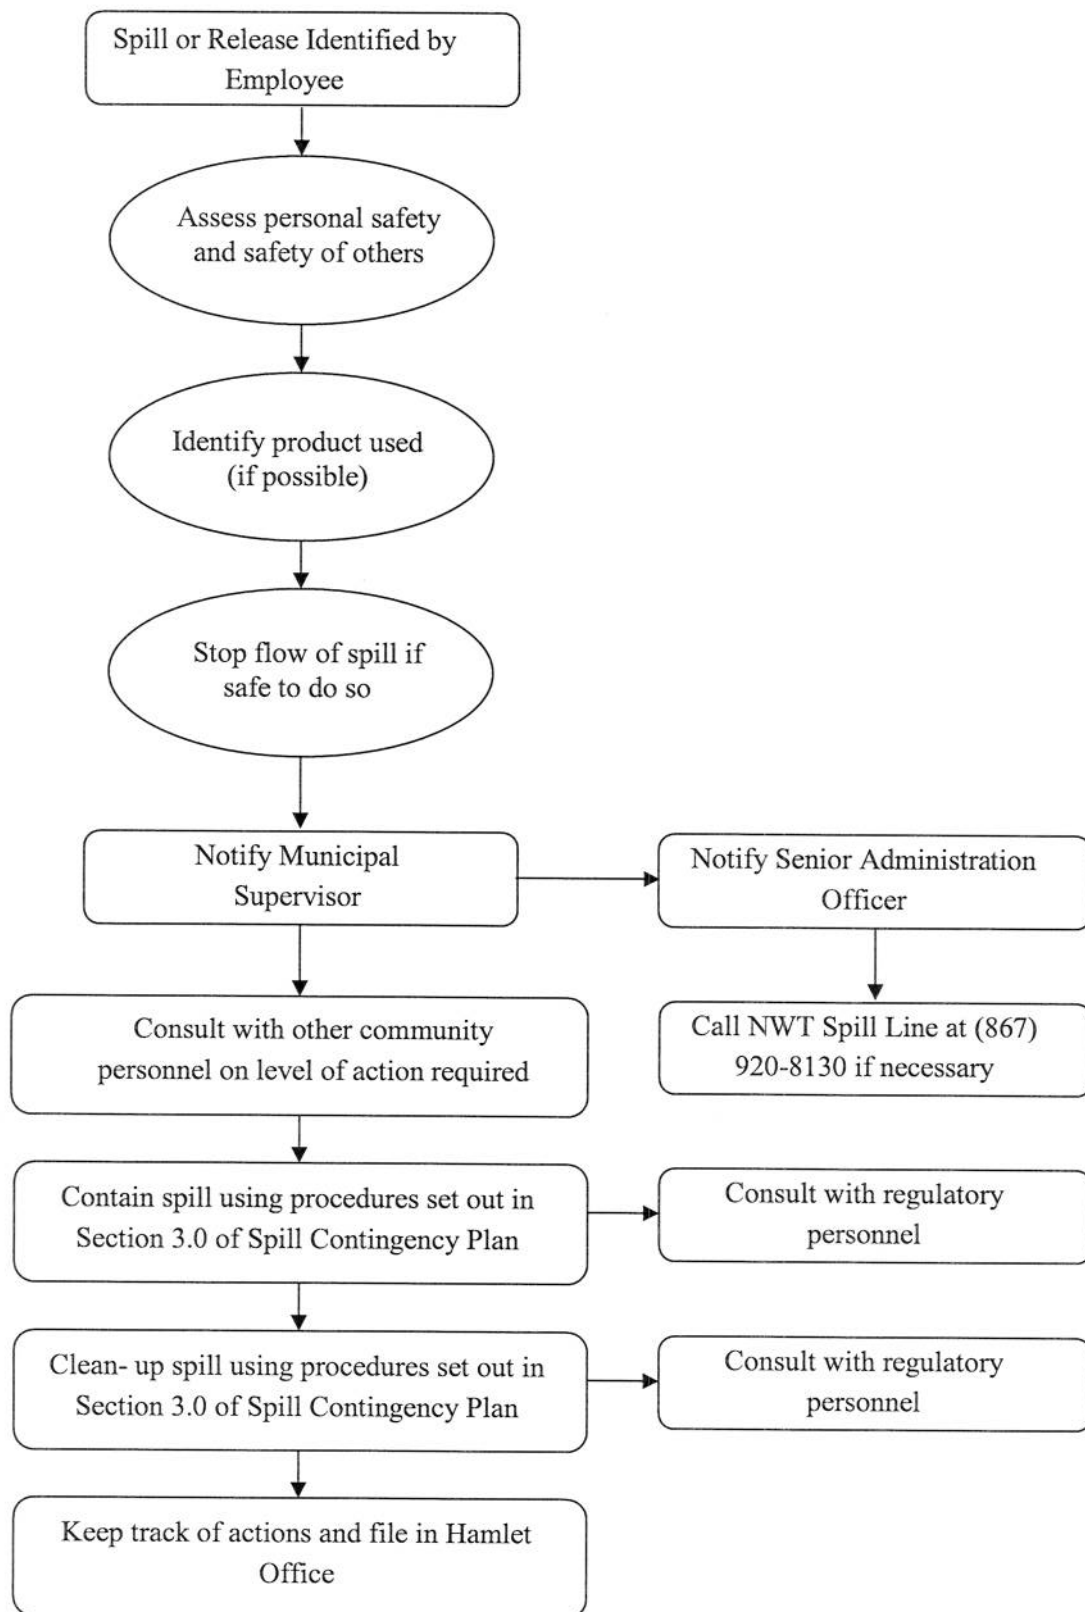 Spill or Release Identified by
Employee
Assess personal safety
and safety of others
Identify product used
(if possible)
Stop flow of spill if
safe to do so
Notify Municipal
Supervisor
Notify Senior Administration
Officer
Consult with other community
personnel on level of action required
Call NWT Spill Line at (867)
920-8130 if necessary
Contain spill using procedures set out in
Section 3.0 of Spill Contingency Plan
Consult with regulatory
personnel
Clean- up spill using procedures set out in
Section 3.0 of Spill Contingency Plan
Consult with regulatory
personnel
Keep track of actions and file in Hamlet
Office